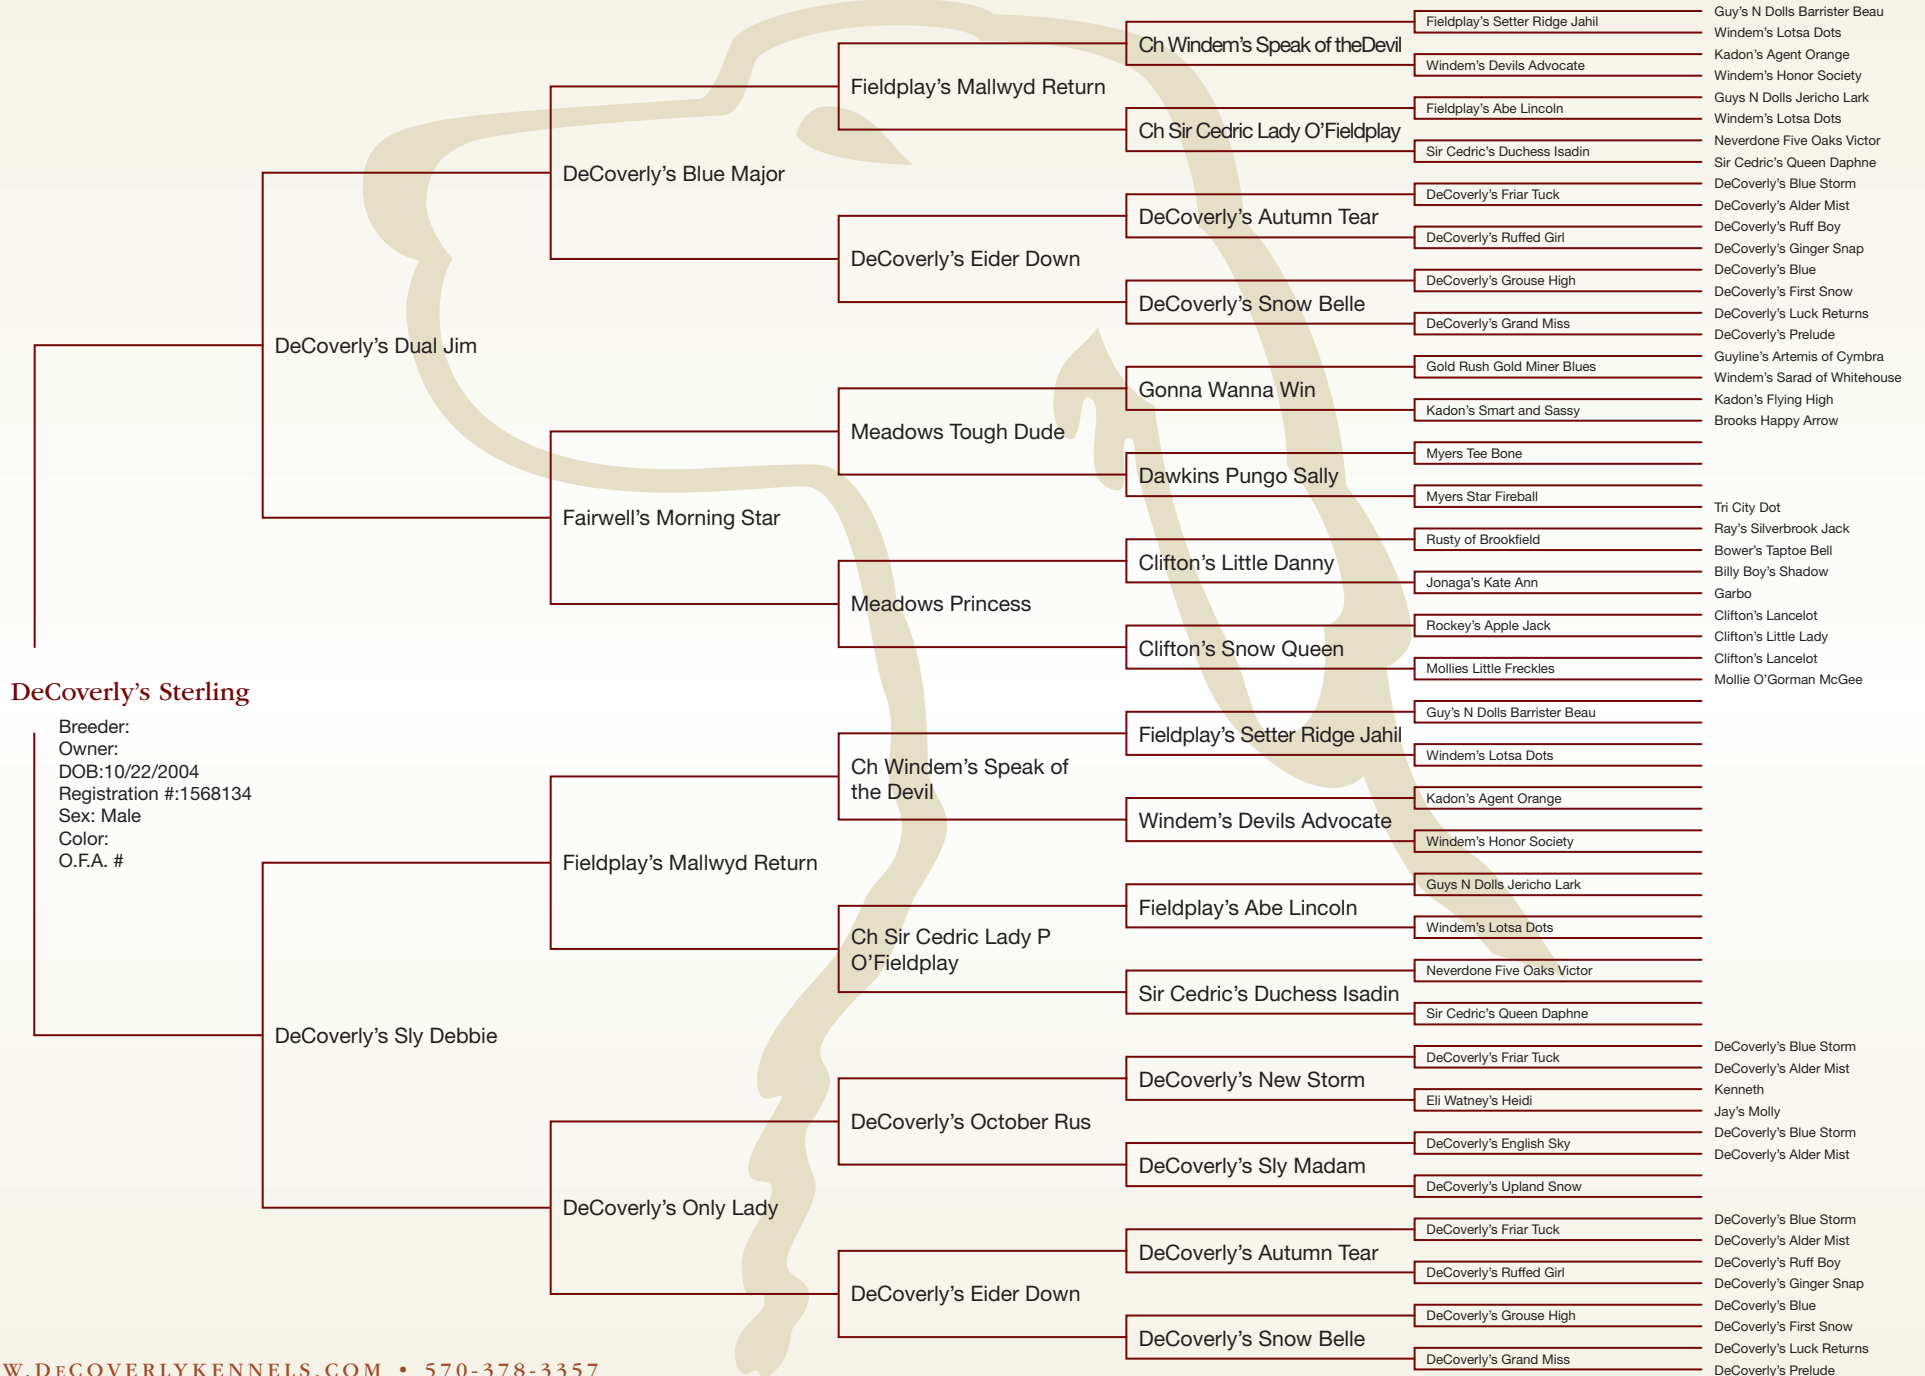 DeCoverly's Sterling
Breeder:
Owner:
DOB:10/22/2004
Registration #:1568134
Sex: Male
Color:
O.F.A. #
DeCoverly's Dual Jim
DeCoverly's Sly Debbie
DeCoverly's Blue Major
Fairwell's Morning Star
Fieldplay's Mallwyd Return
DeCoverly's Only Lady
Fieldplay's Mallwyd Return
DeCoverly's Eider Down
Meadows Tough Dude
Meadows Princess
Ch Windem's Speak of
the Devil
Ch Sir Cedric Lady P
O'Fieldplay
DeCoverly's October Rus
DeCoverly's Eider Down
Ch Windem's Speak of theDevil
Ch Sir Cedric Lady O'Fieldplay
DeCoverly's Autumn Tear
DeCoverly's Snow Belle
Gonna Wanna Win
Dawkins Pungo Sally
Clifton's Little Danny
Clifton's Snow Queen
Fieldplay's Setter Ridge Jahil
Windem's Devils Advocate
Fieldplay's Abe Lincoln
Sir Cedric's Duchess Isadin
DeCoverly's New Storm
DeCoverly's Sly Madam
DeCoverly's Autumn Tear
DeCoverly's Snow Belle
Fieldplay's Setter Ridge Jahil
Windem's Devils Advocate
Fieldplay's Abe Lincoln
Sir Cedric's Duchess Isadin
DeCoverly's Friar Tuck
DeCoverly's Ruffed Girl
DeCoverly's Grouse High
DeCoverly's Grand Miss
Gold Rush Gold Miner Blues
Kadon's Smart and Sassy
Myers Tee Bone
Myers Star Fireball
Rusty of Brookfield
Jonaga's Kate Ann
Rockey's Apple Jack
Mollies Little Freckles
Guy's N Dolls Barrister Beau
Windem's Lotsa Dots
Kadon's Agent Orange
Windem's Honor Society
Guys N Dolls Jericho Lark
Windem's Lotsa Dots
Neverdone Five Oaks Victor
Sir Cedric's Queen Daphne
DeCoverly's Friar Tuck
Eli Watney's Heidi
DeCoverly's English Sky
DeCoverly's Upland Snow
DeCoverly's Friar Tuck
DeCoverly's Ruffed Girl
DeCoverly's Grouse High
DeCoverly's Grand Miss
Guy's N Dolls Barrister Beau
Windem's Lotsa Dots
Kadon's Agent Orange
Windem's Honor Society
Guys N Dolls Jericho Lark
Windem's Lotsa Dots
Neverdone Five Oaks Victor
Sir Cedric's Queen Daphne
DeCoverly's Blue Storm
DeCoverly's Alder Mist
DeCoverly's Ruff Boy
DeCoverly's Ginger Snap
DeCoverly's Blue
DeCoverly's First Snow
DeCoverly's Luck Returns
DeCoverly's Prelude
Guyline's Artemis of Cymbra
Windem's Sarad of Whitehouse
Kadon's Flying High
Brooks Happy Arrow
Tri City Dot
Ray's Silverbrook Jack
Bower's Taptoe Bell
Billy Boy's Shadow
Garbo
Clifton's Lancelot
Clifton's Little Lady
Clifton's Lancelot
Mollie O'Gorman McGee
DeCoverly's Blue Storm
DeCoverly's Alder Mist
Kenneth
Jay's Molly
DeCoverly's Blue Storm
DeCoverly's Alder Mist
DeCoverly's Blue Storm
DeCoverly's Alder Mist
DeCoverly's Ruff Boy
DeCoverly's Ginger Snap
DeCoverly's Blue
DeCoverly's First Snow
DeCoverly's Luck Returns
DeCoverly's Prelude
W.DECOVERLYKENNELS.COM • 570-378-3357